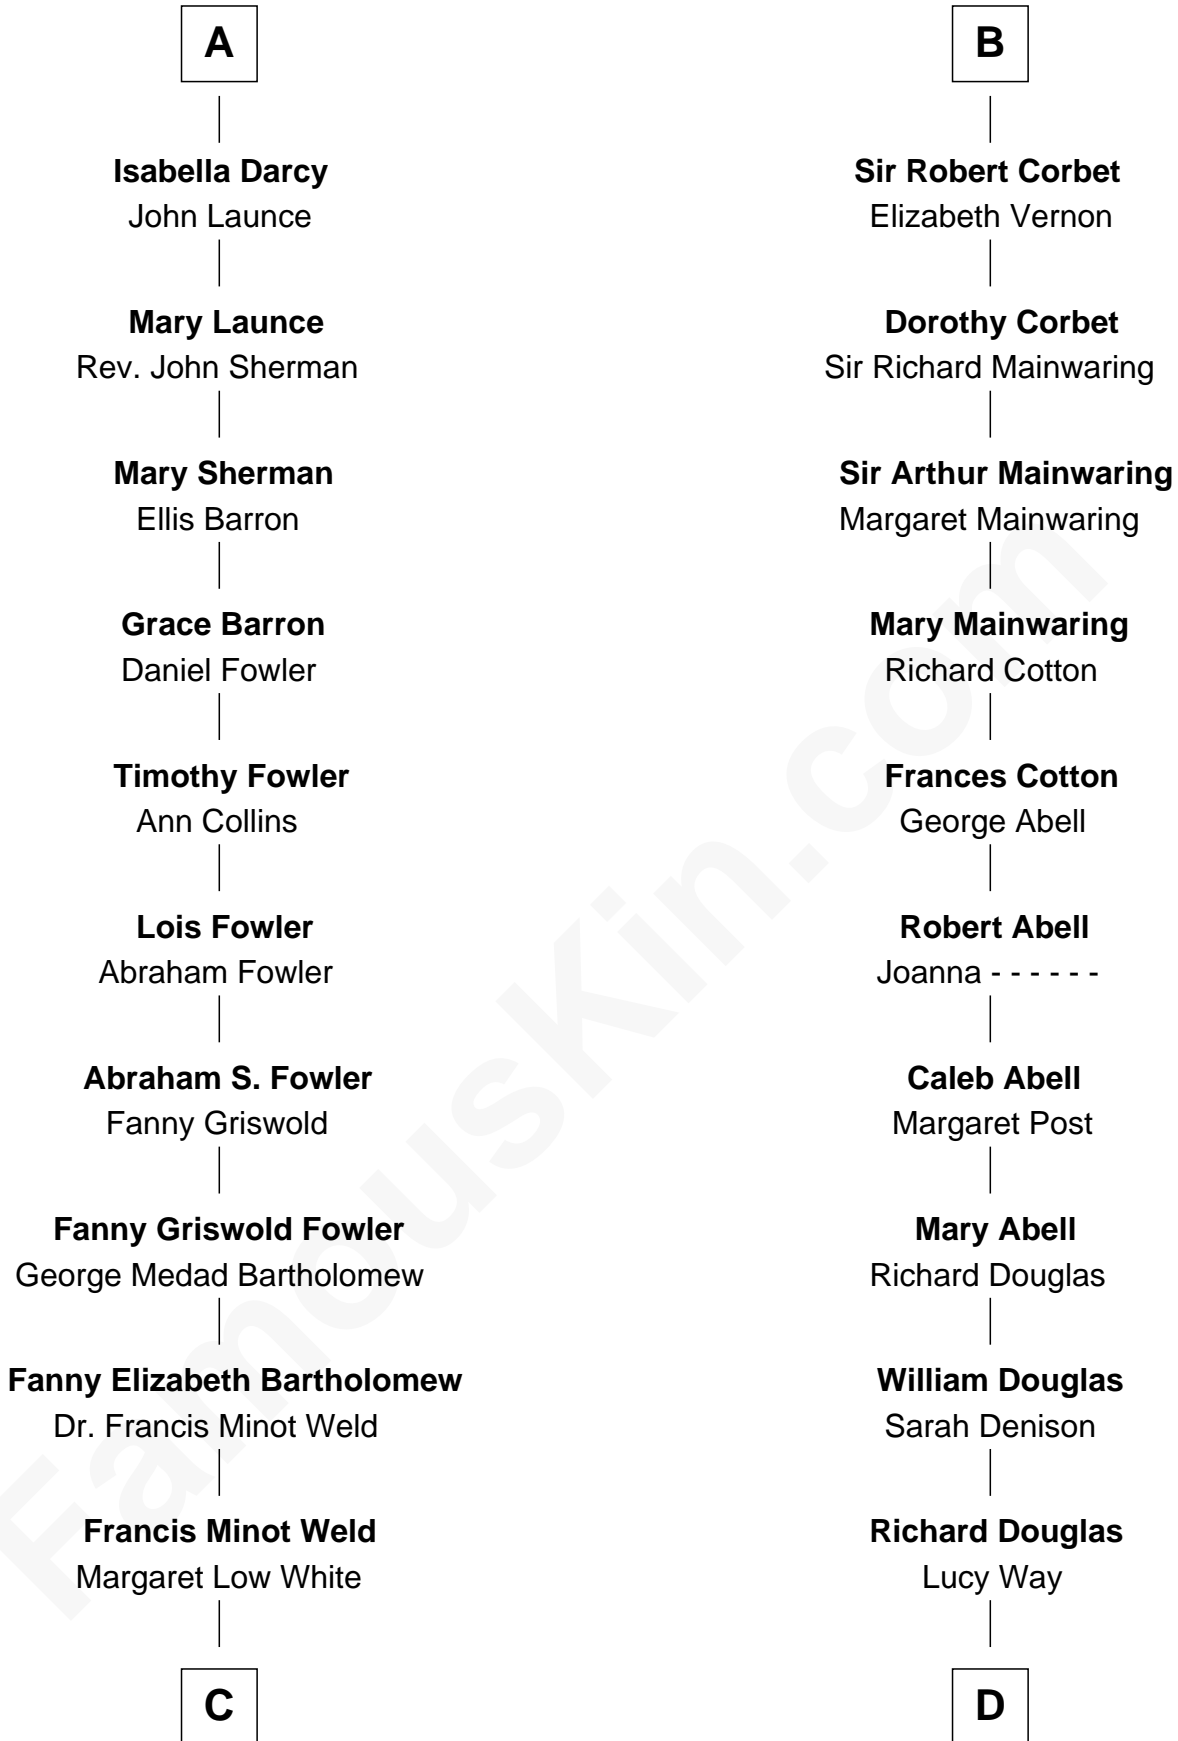 A
Isabella Darcy
John Launce
Mary Launce
Rev. John Sherman
Mary Sherman
Ellis Barron
Grace Barron
Daniel Fowler
Timothy Fowler
Ann Collins
Lois Fowler
Abraham Fowler
Abraham S. Fowler
Fanny Griswold
Fanny Griswold Fowler
George Medad Bartholomew
Fanny Elizabeth Bartholomew
Dr. Francis Minot Weld
Francis Minot Weld
Margaret Low White
C
B
Sir Robert Corbet
Elizabeth Vernon
Dorothy Corbet
Sir Richard Mainwaring
Sir Arthur Mainwaring
Margaret Mainwaring
Mary Mainwaring
Richard Cotton
Frances Cotton
George Abell
Robert Abell
Joanna - - - - - -
Caleb Abell
Margaret Post
Mary Abell
Richard Douglas
William Douglas
Sarah Denison
Richard Douglas
Lucy Way
D
FamousKin.com